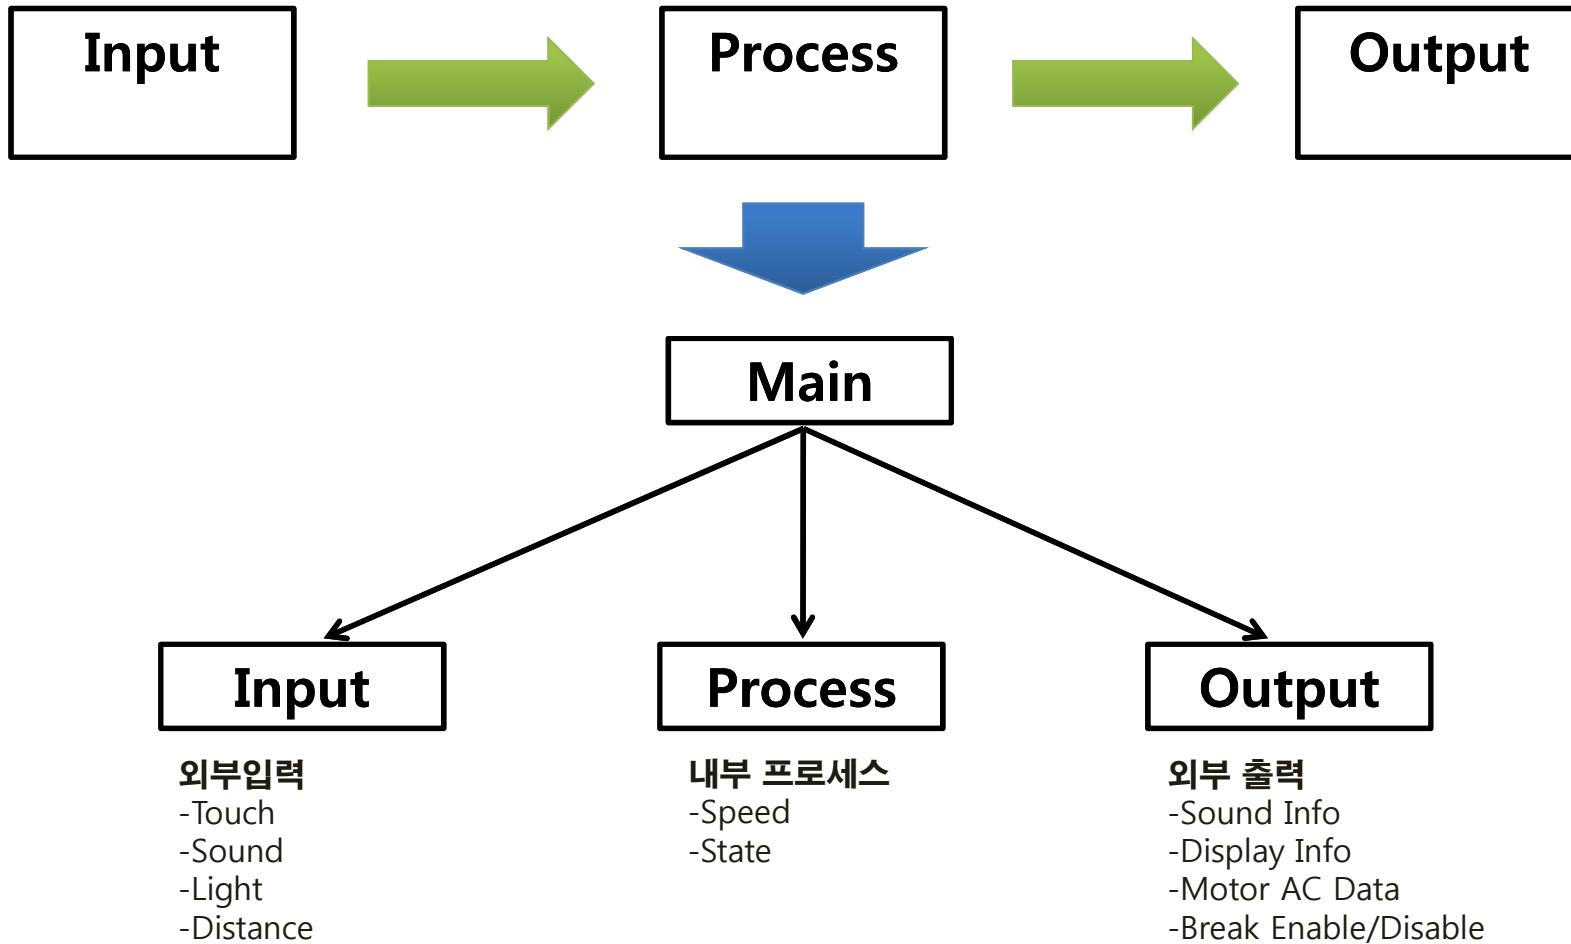 Input
Process
Output
Main
Input
Process
Output
외부입력
-Touch
-Sound
-Light
-Distance
내부 프로세스
-Speed
-State
외부 출력
-Sound Info
-Display Info
-Motor AC Data
-Break Enable/Disable